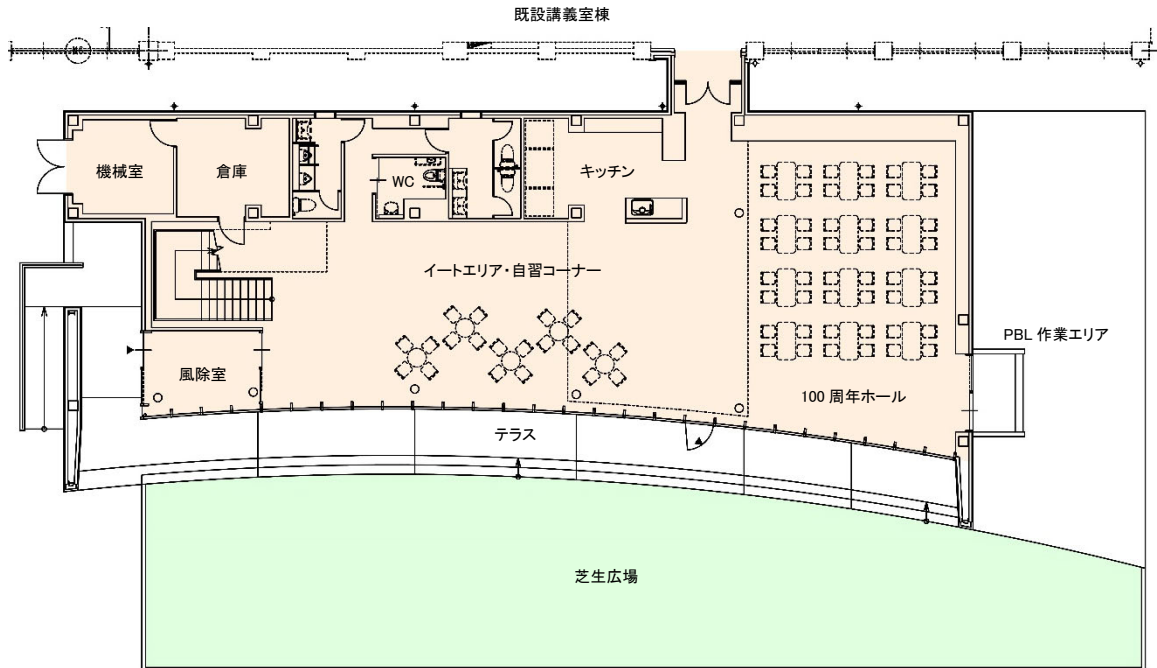 既設講義室棟
機械室
倉庫
WC
キッチン
イートエリア・自習コーナー
PBL 作業エリア
風除室
100 周年ホール
テラス
芝生広場